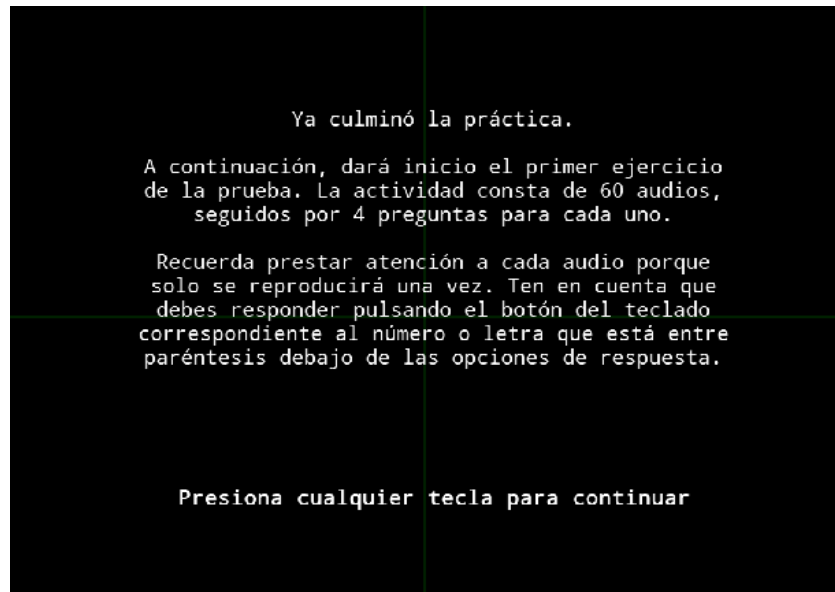 Ya culminó la práctica.
A continuación, dará inicio el primer ejercicio
de la prueba. La actividad consta de 60 audios,
seguidos por 4 preguntas para cada uno.
Recuerda prestar atención a cada audio porque
solo se reproducirá una vez. Ten en cuenta que
debes responder pulsando el botón del teclado
correspondiente al número o letra que está entre
paréntesis debajo de las opciones de respuesta.
Presiona cualquier tecla para continuar